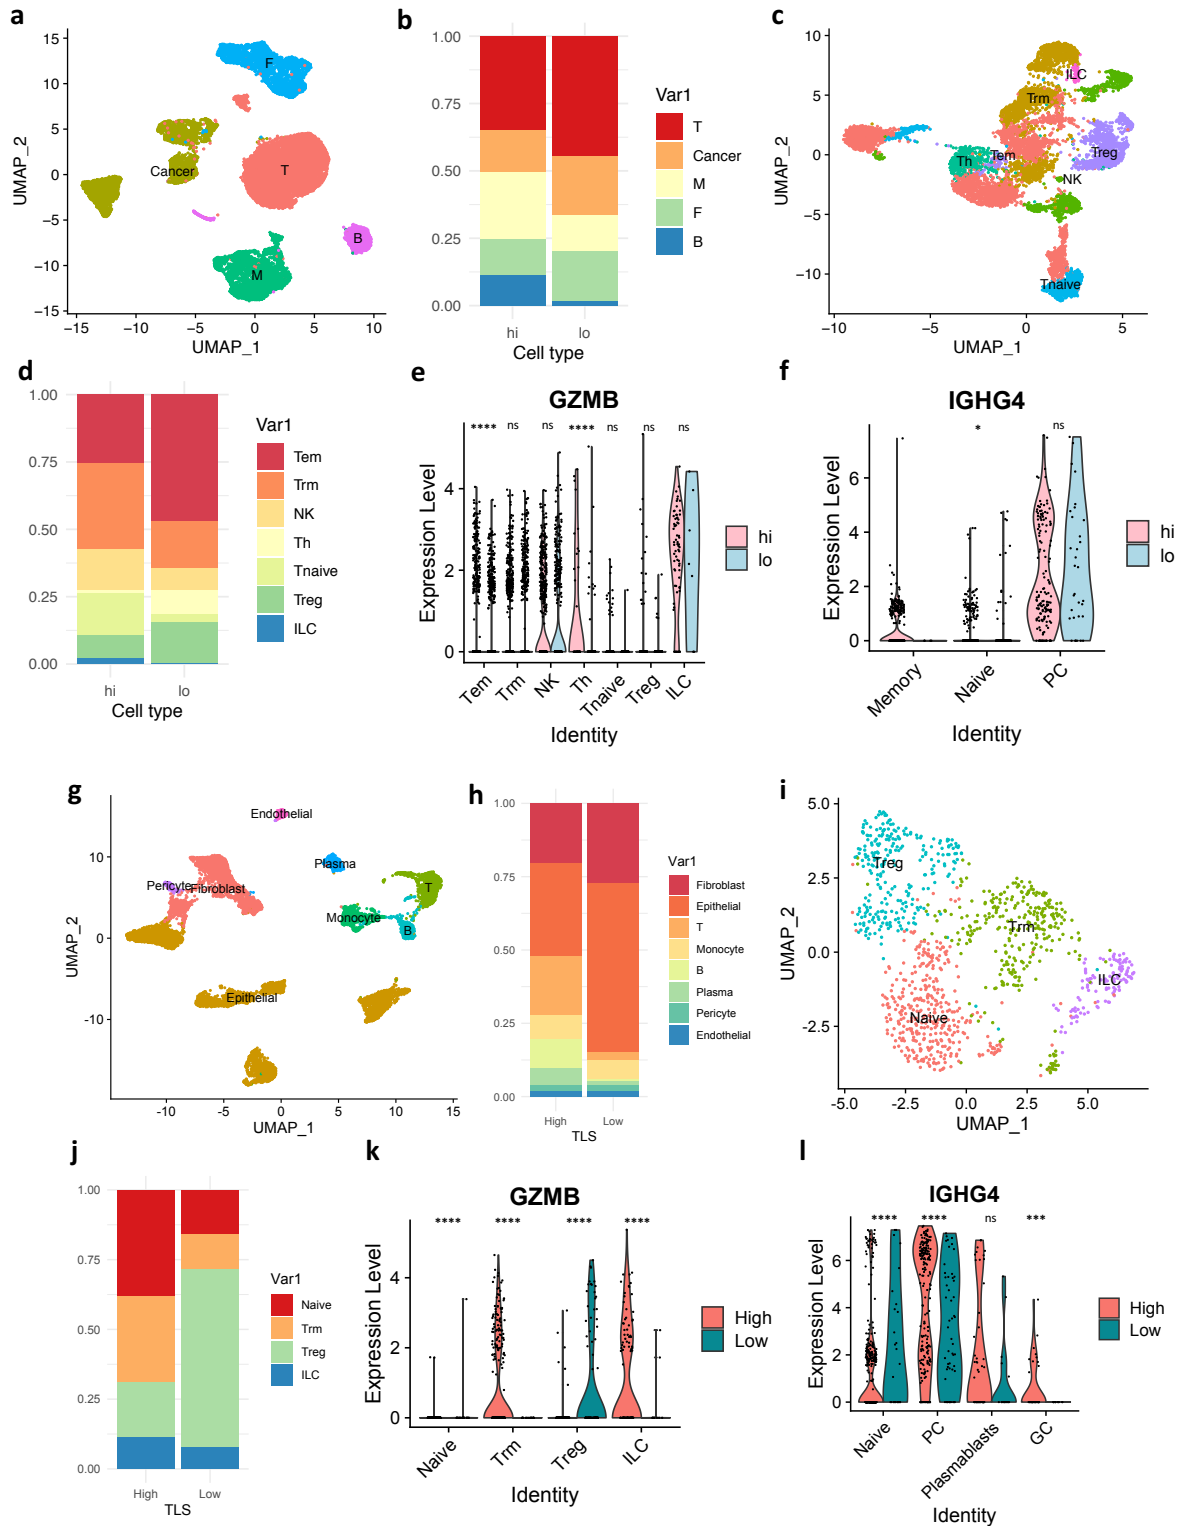 a
15
10
5
0
−5
−10
−15
UMAP_2
F
Cancer
T
B
M
−15 −10 −5 0 5 10
UMAP_1
b
1.00
0.75
0.50
0.25
0.00
hi lo
Cell type
Var1
T
Cancer
M
F
B
c
10
5
0
−5
−10
UMAP_2
ILC
Trm
Th
Tem
Treg
NK
Tnaive
−10 −5 0 5
UMAP_1
d
1.00
0.75
0.50
0.25
0.00
hi lo
Cell type
Var1
Tem
Trm
NK
Th
Tnaive
Treg
ILC
e
GZMB
**** ns ns **** ns ns ns
Expression Level
4
2
0
Tem Trm NK Th Tnaive Treg ILC
Identity
hi
lo
f
IGHG4
* ns
Expression Level
6
4
2
0
Memory Naive PC
Identity
hi
lo
g
10
0
-10
UMAP_2
Endothelial
Plasma
Pericyte
Fibroblast
T
Monocyte
B
Epithelial
-10 -5 0 5 10 15
UMAP_1
h
1.00
0.75
0.50
0.25
0.00
High Low
TLS
Var1
Fibroblast
Epithelial
T
Monocyte
B
Plasma
Pericyte
Endothelial
i
5.0
2.5
0.0
-2.5
UMAP_2
Treg
Trm
ILC
Naive
-5.0 -2.5 0.0 2.5 5.0
UMAP_1
j
1.00
0.75
0.50
0.25
0.00
High Low
TLS
Var1
Naive
Trm
Treg
ILC
k
GZMB
**** **** **** ****
Expression Level
4
2
0
Naive Trm Treg ILC
Identity
High
Low
l
IGHG4
**** **** ns ***
Expression Level
6
4
2
0
Naive PC Plasmablasts GC
Identity
High
Low